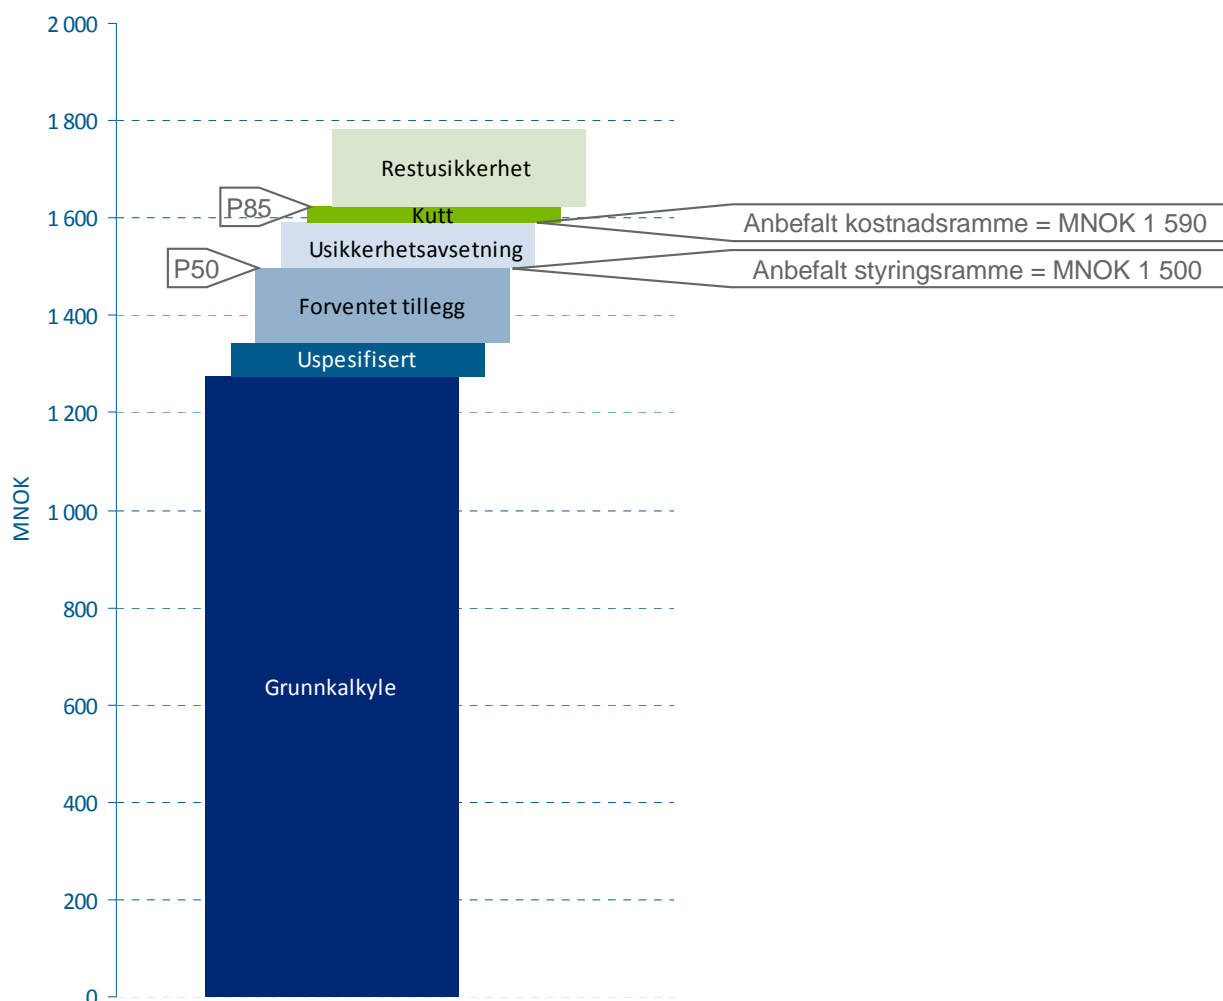 2 000
1 800
Restusikkerhet
P85
1 600
Kutt
Anbefalt kostnadsramme = MNOK 1 590
Usikkerhetsavsetning
P50
Anbefalt styringsramme = MNOK 1 500
1 400
Forventet tillegg
Uspesifisert
1 200
MNOK
1 000
800
Grunnkalkyle
600
400
200
0